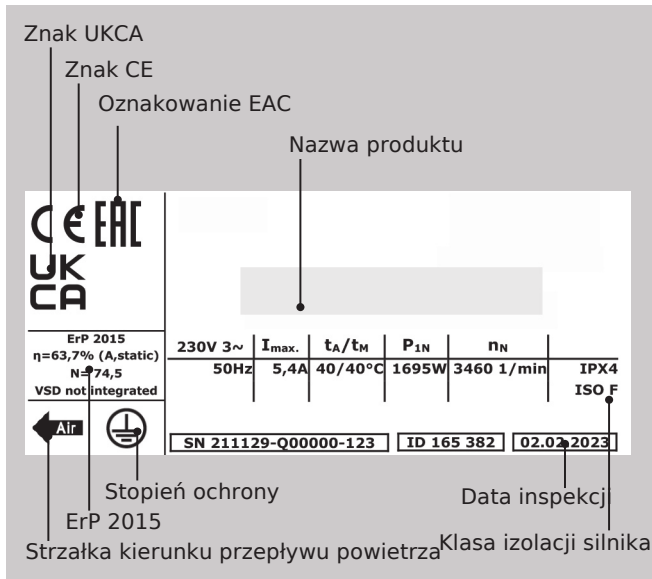 Znak UKCA
Znak CE
Oznakowanie EAC
Nazwa produktu
CE EAC
UK
CA
ErP 2015
η=63,7% (A,static)
N=74,5
VSD not integrated
230V 3~ Imax. tA/tM P1N nN
50Hz 5,4A 40/40°C 1695W 3460 1/min IPX4
ISO F
Air
SN 211129-Q00000-123 ID 165 382 02.02.2023
Stopień ochrony
Data inspekcji
ErP 2015
Klasa izolacji silnika
Strzałka kierunku przepływu powietrza